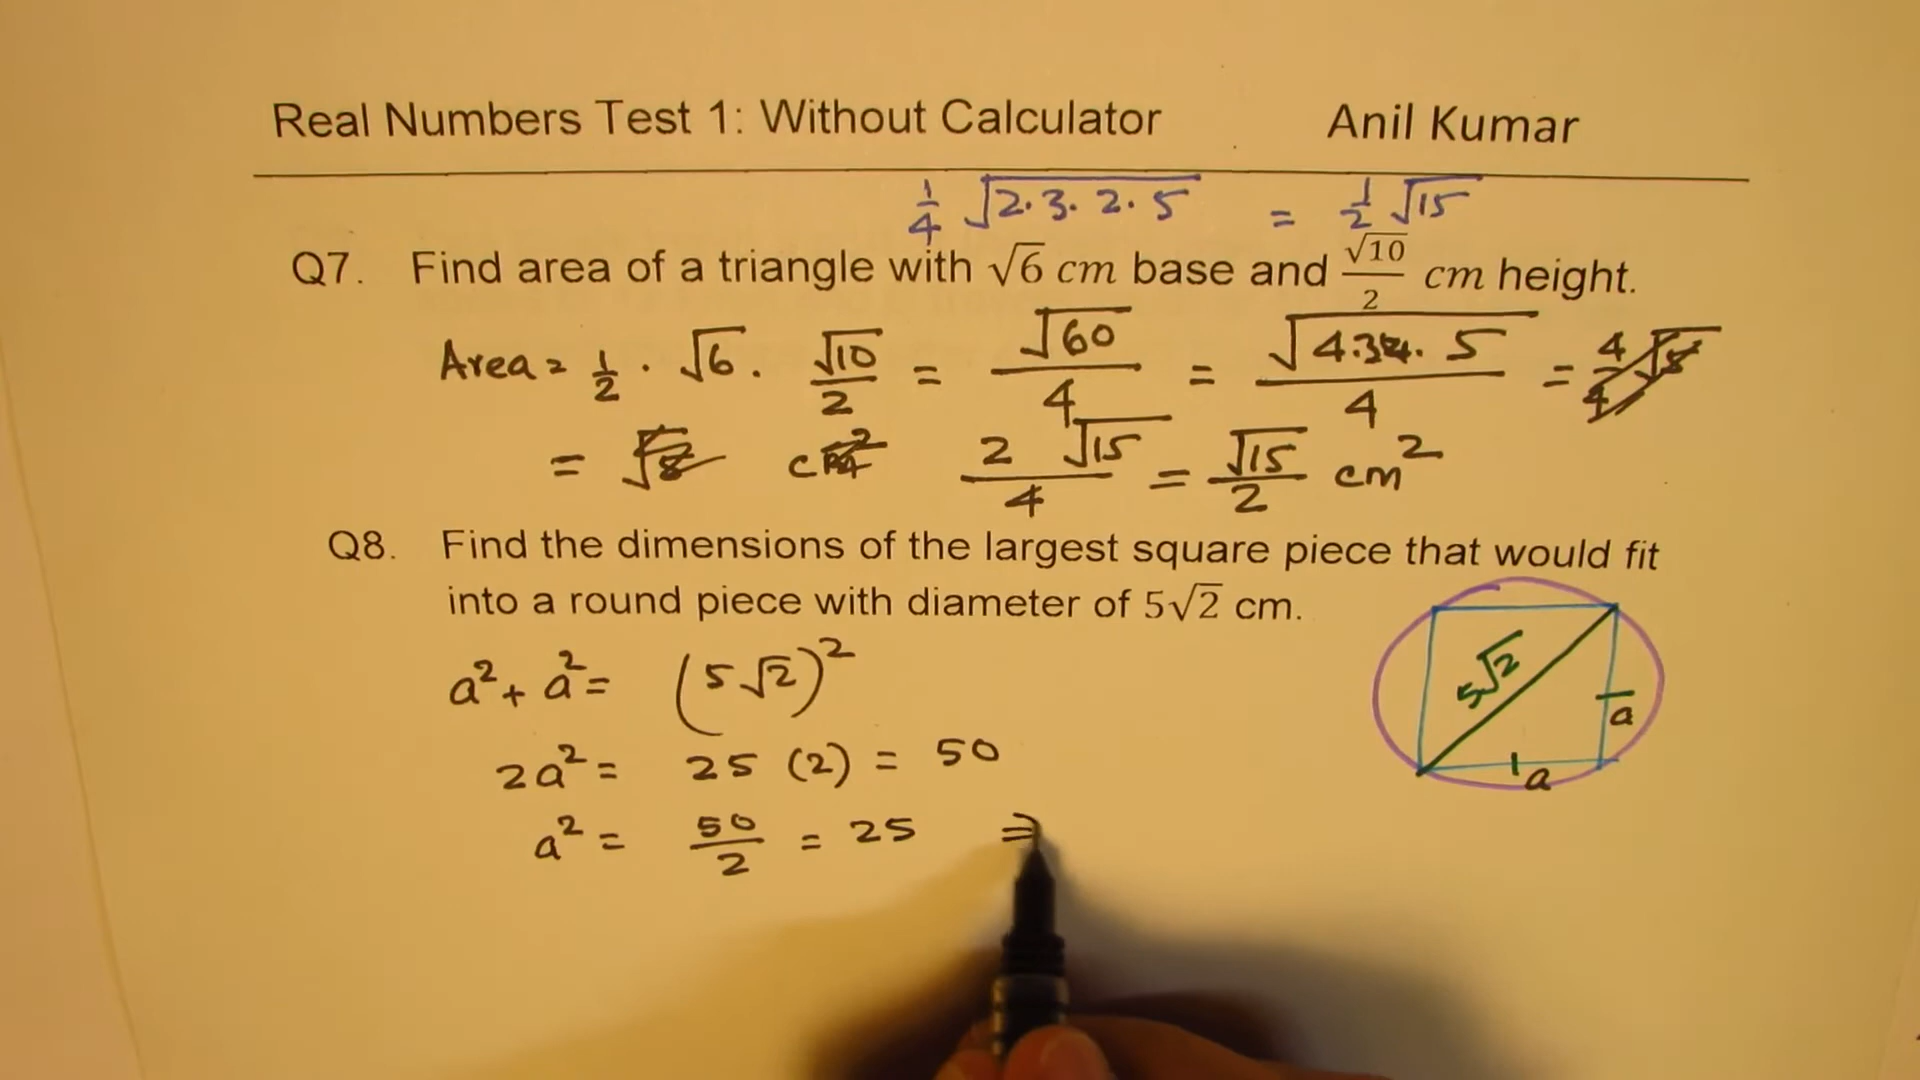 Real Numbers Test 1: Without Calculator Anil Kumar
1/4 √(2·3·2·5) = 1/2 √15
Q7. Find area of a triangle with √6 cm base and √10/2 cm height.
Area = 1/2 · √6 · √10/2 = √60/4 = √(4·3·5)/4 = 4/4
= cm² 2√15/4 = √15/2 cm²
Q8. Find the dimensions of the largest square piece that would fit
into a round piece with diameter of 5√2 cm.
a² + a² = (5√2)²
2a² = 25 (2) = 50
a² = 50/2 = 25 ⇒
5√2
a
a